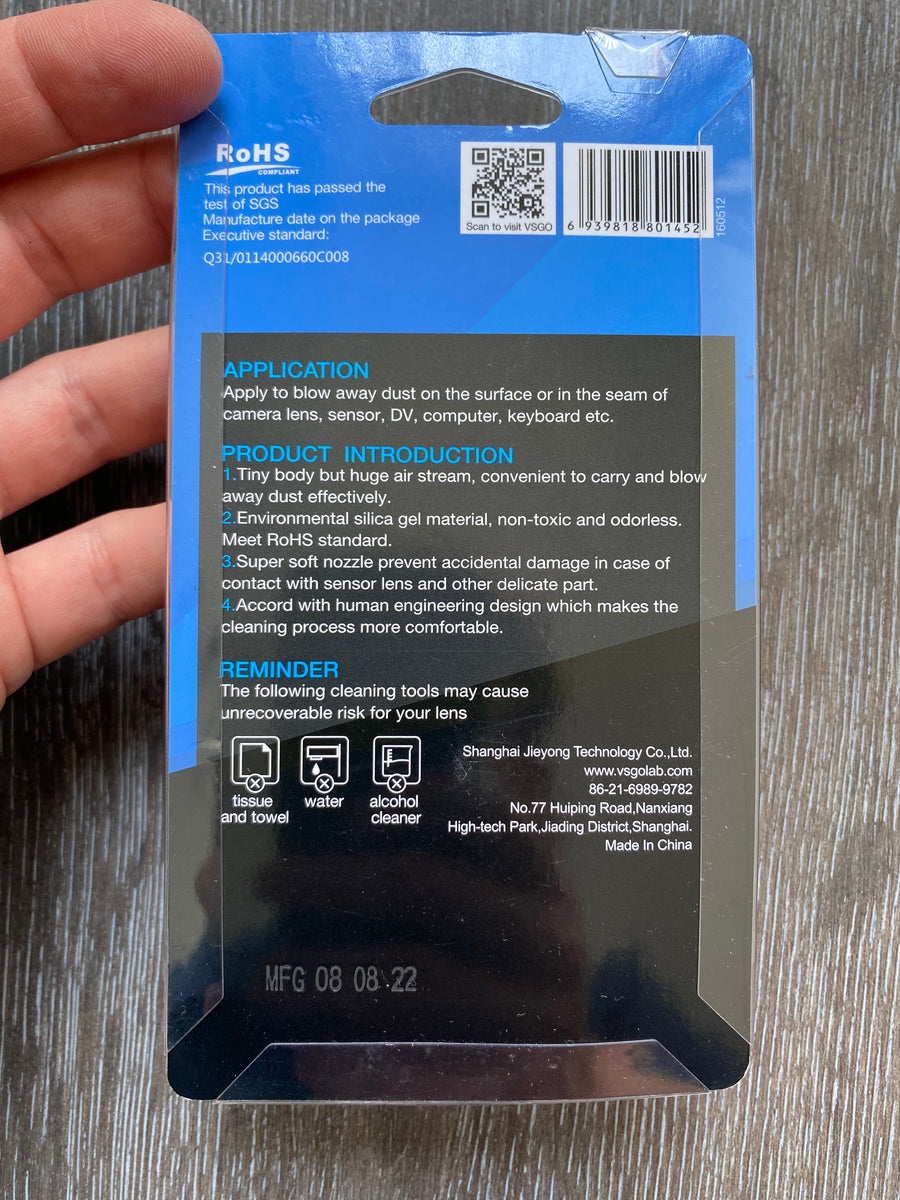 RoHS
COMPLIANT
This product has passed the
test of SGS
Manufacture date on the package
Executive standard:
Q31/0114000660C008
Scan to visit VSGO
6 939818 801452
160512
APPLICATION
Apply to blow away dust on the surface or in the seam of
camera lens, sensor, DV, computer, keyboard etc.
PRODUCT INTRODUCTION
1.Tiny body but huge air stream, convenient to carry and blow
away dust effectively.
2.Environmental silica gel material, non-toxic and odorless.
Meet RoHS standard.
3.Super soft nozzle prevent accidental damage in case of
contact with sensor lens and other delicate part.
4.Accord with human engineering design which makes the
cleaning process more comfortable.
REMINDER
The following cleaning tools may cause
unrecoverable risk for your lens
tissue
and towel
water
alcohol
cleaner
Shanghai Jieyong Technology Co.,Ltd.
www.vsgolab.com
86-21-6989-9782
No.77 Huiping Road,Nanxiang
High-tech Park,Jiading District,Shanghai.
Made In China
MFG 08 08 22